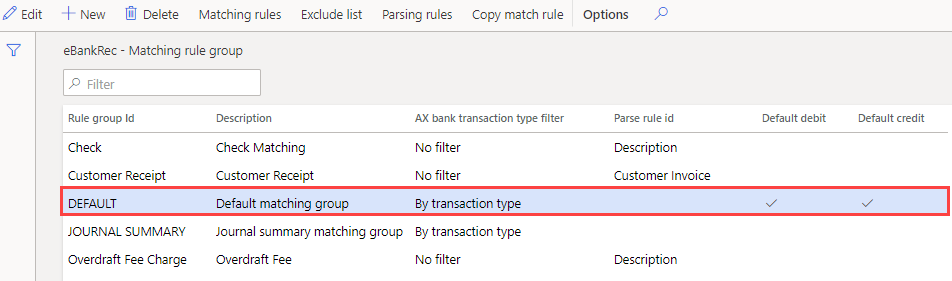 Edit New Delete Matching rules Exclude list Parsing rules Copy match rule Options
eBankRec - Matching rule group
Filter
Rule group Id Description AX bank transaction type filter Parse rule id Default debit Default credit
Check Check Matching No filter Description
Customer Receipt Customer Receipt No filter Customer Invoice
DEFAULT Default matching group By transaction type
JOURNAL SUMMARY Journal summary matching group By transaction type
Overdraft Fee Charge Overdraft Fee No filter Description